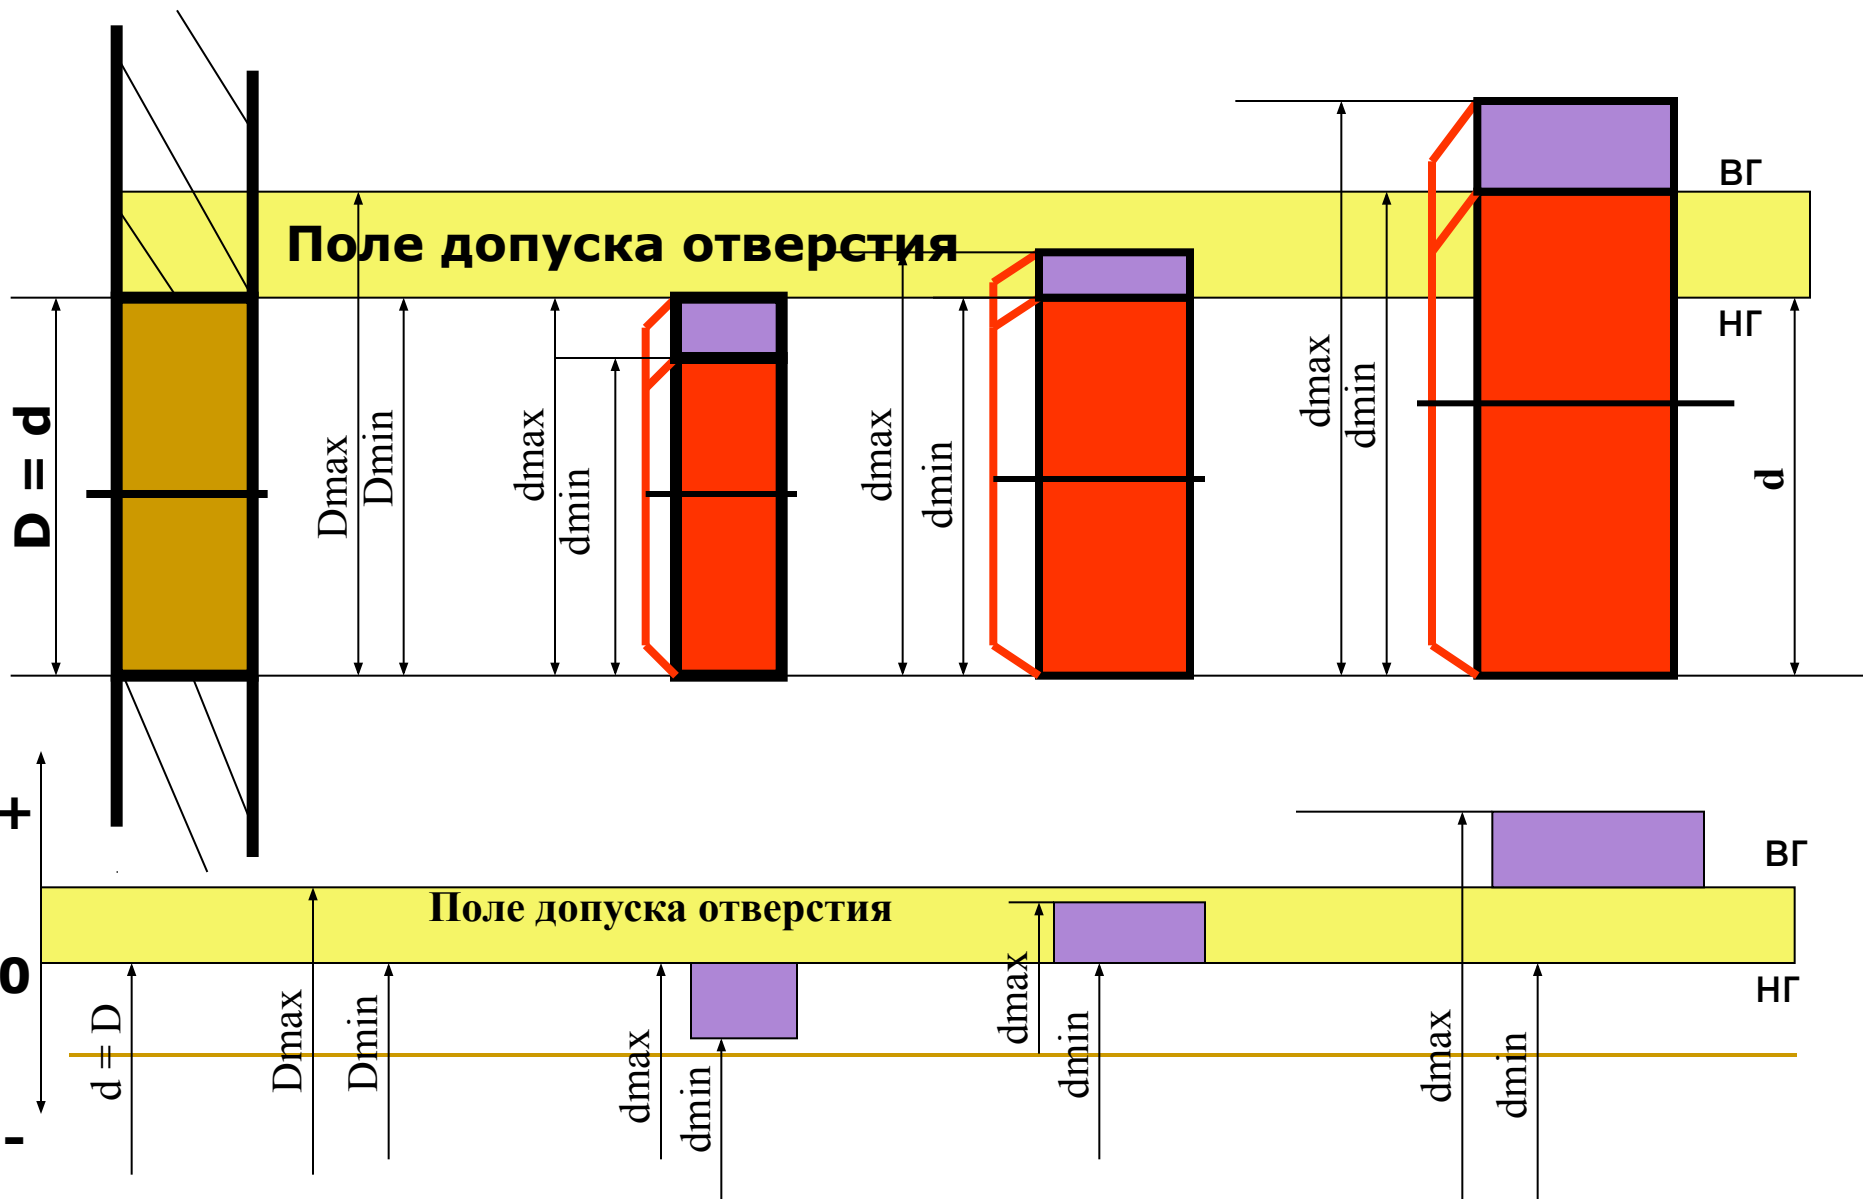 вг
Поле допуска отверстия
нг
D = d
Dmax
Dmin
dmax
dmin
dmax
dmin
dmax
dmin
d
+
0
-
вг
Поле допуска отверстия
нг
d = D
Dmax
Dmin
dmax
dmin
dmax
dmin
dmax
dmin